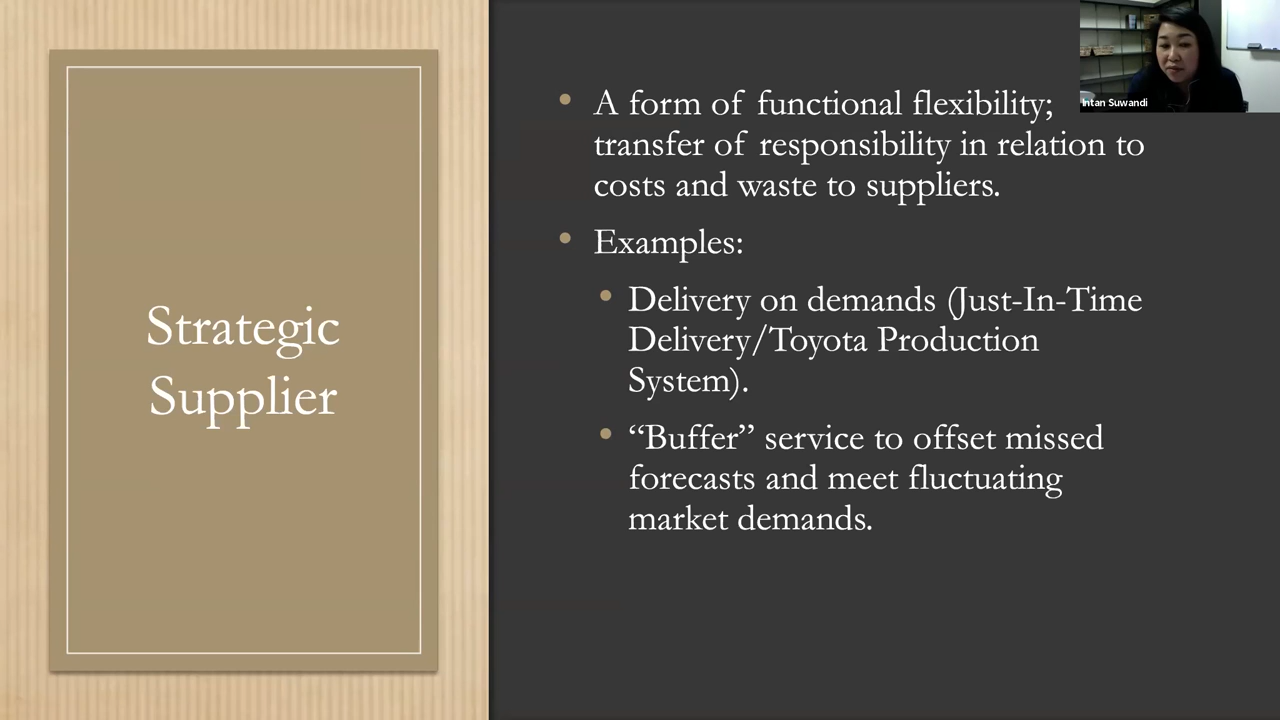 Strategic
Supplier
A form of functional flexibility;
transfer of responsibility in relation to
costs and waste to suppliers.
Examples:
Delivery on demands (Just-In-Time
Delivery/Toyota Production
System).
“Buffer” service to offset missed
forecasts and meet fluctuating
market demands.
Intan Suwandi